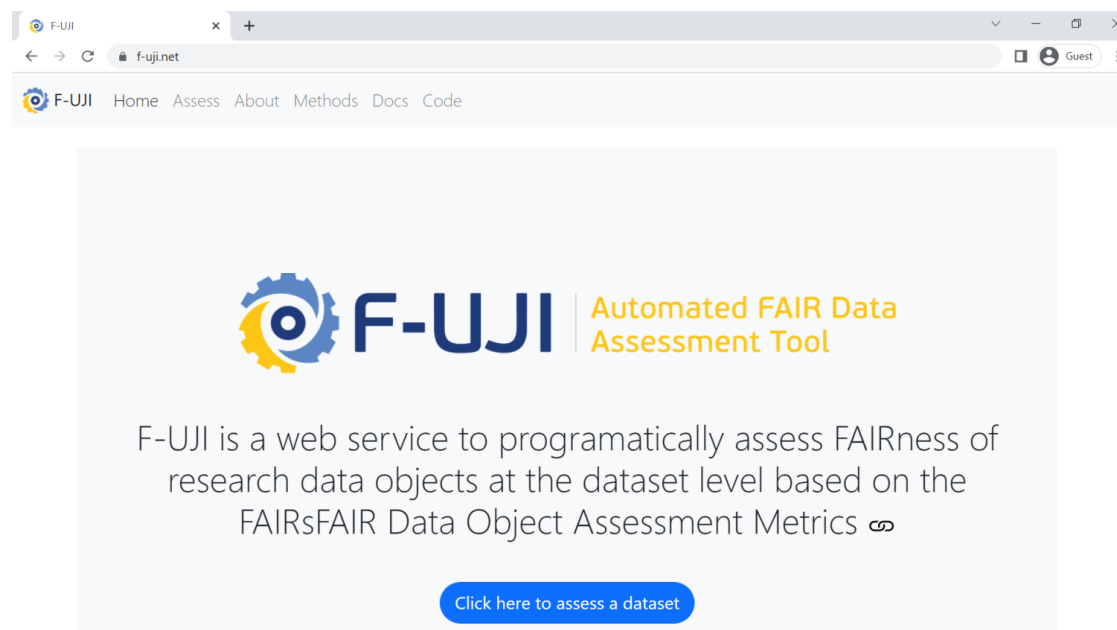 F-UJI
f-uji.net
Guest
F-UJI Home Assess About Methods Docs Code
F-UJI Automated FAIR Data
Assessment Tool
F-UJI is a web service to programatically assess FAIRness of
research data objects at the dataset level based on the
FAIRsFAIR Data Object Assessment Metrics
Click here to assess a dataset